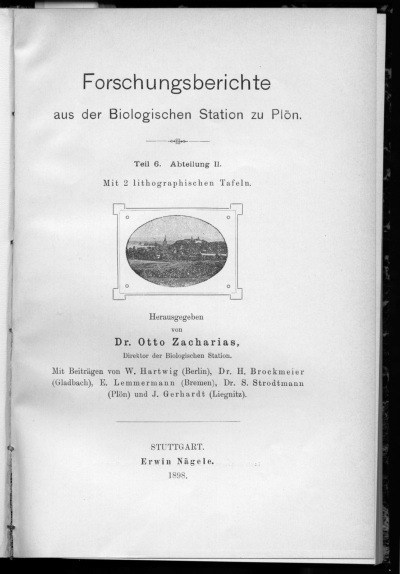 Forschungsberichte
aus der Biologischen Station zu Plön.
Teil 6. Abteilung II.
Mit 2 lithographischen Tafeln.
Herausgegeben
von
Dr. Otto Zacharias,
Direktor der Biologischen Station.
Mit Beiträgen von W. Hartwig (Berlin), Dr. H. Brockmeier
(Gladbach), E. Lemmermann (Bremen), Dr. S. Strodtmann
(Plön) und J. Gerhardt (Liegnitz).
STUTTGART.
Erwin Nägele.
1898.